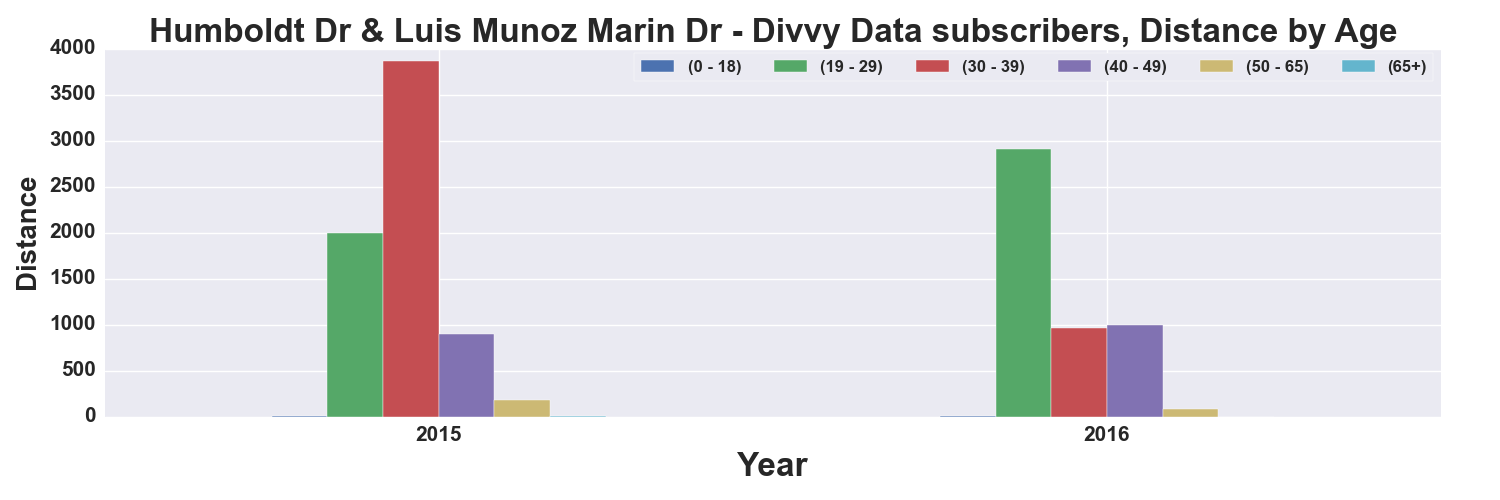 Humboldt Dr & Luis Munoz Marin Dr - Divvy Data subscribers, Distance by Age
(0 - 18) (19 - 29) (30 - 39) (40 - 49) (50 - 65) (65+)
Distance
4000
3500
3000
2500
2000
1500
1000
500
0
2015 2016
Year